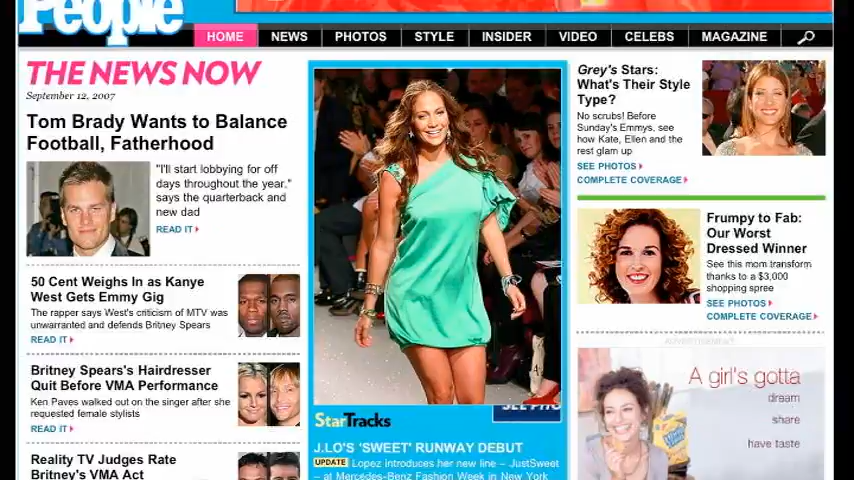 People
HOME
NEWS
PHOTOS
STYLE
INSIDER
VIDEO
CELEBS
MAGAZINE
THE NEWS NOW
September 12, 2007
Tom Brady Wants to Balance
Football, Fatherhood
"I'll start lobbying for off
days throughout the year,"
says the quarterback and
new dad
READ IT
50 Cent Weighs In as Kanye
West Gets Emmy Gig
The rapper says West's criticism of MTV was
unwarranted and defends Britney Spears
READ IT
Britney Spears's Hairdresser
Quit Before VMA Performance
Ken Paves walked out on the singer after she
requested female stylists
READ IT
Reality TV Judges Rate
Britney's VMA Act
StarTracks
SEE PHO
J.LO'S 'SWEET' RUNWAY DEBUT
UPDATE Lopez introduces her new line – JustSweet
– at Mercedes-Benz Fashion Week in New York
Grey's Stars:
What's Their Style
Type?
No scrubs! Before
Sunday's Emmys, see
how Kate, Ellen and the
rest glam up
SEE PHOTOS
COMPLETE COVERAGE
Frumpy to Fab:
Our Worst
Dressed Winner
See this mom transform
thanks to a $3,000
shopping spree
SEE PHOTOS
COMPLETE COVERAGE
ADVERTISEMENT
A girl's gotta
dream
share
have taste